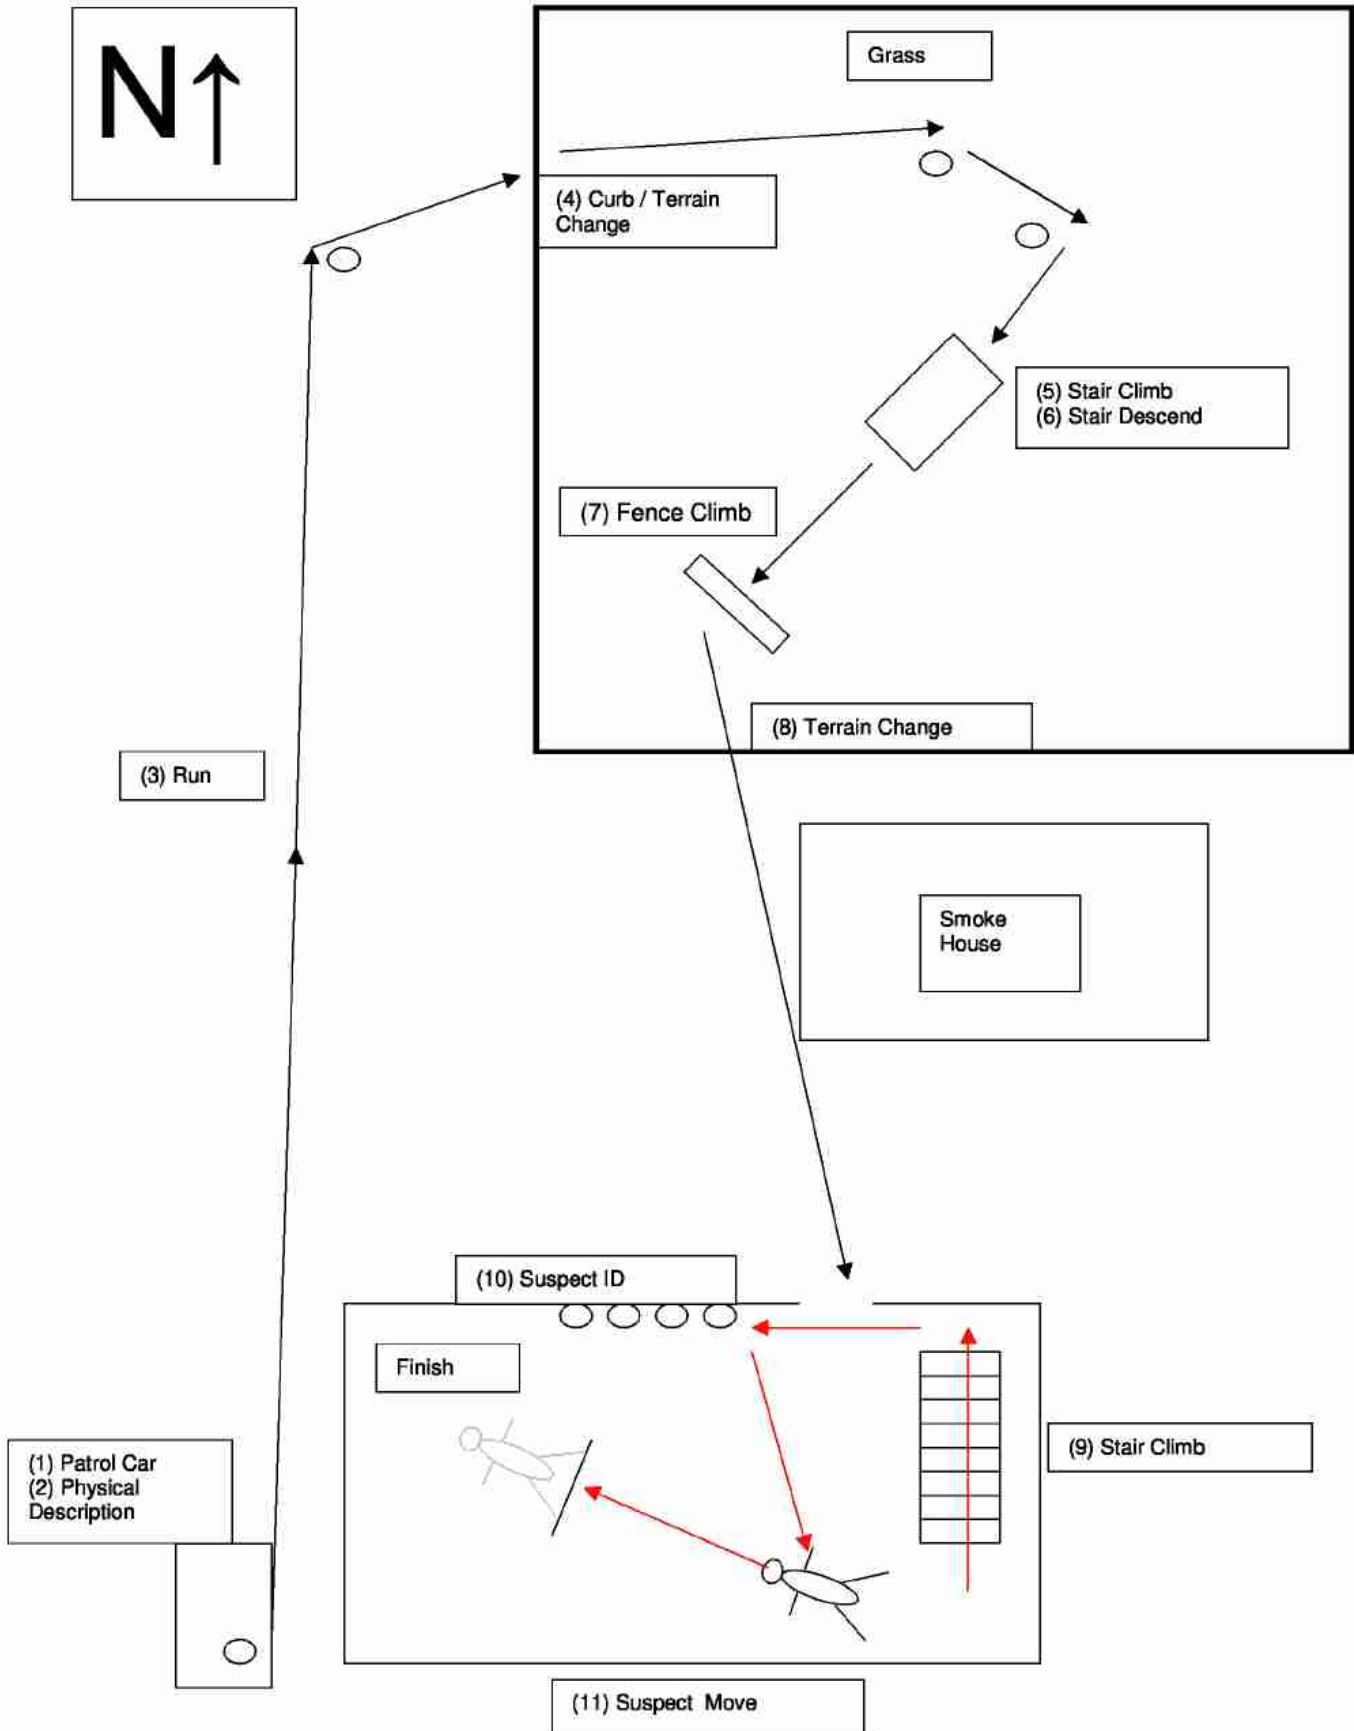 N↑
Grass
(4) Curb / Terrain
Change
(5) Stair Climb
(6) Stair Descend
(7) Fence Climb
(8) Terrain Change
(3) Run
Smoke
House
(10) Suspect ID
Finish
(9) Stair Climb
(1) Patrol Car
(2) Physical
Description
(11) Suspect Move